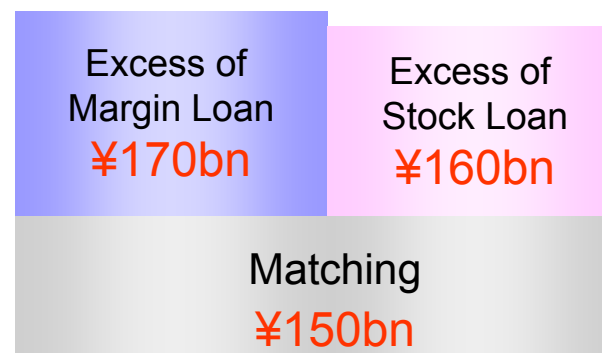 Excess of
Margin Loan
¥170bn
Excess of
Stock Loan
¥160bn
Matching
¥150bn